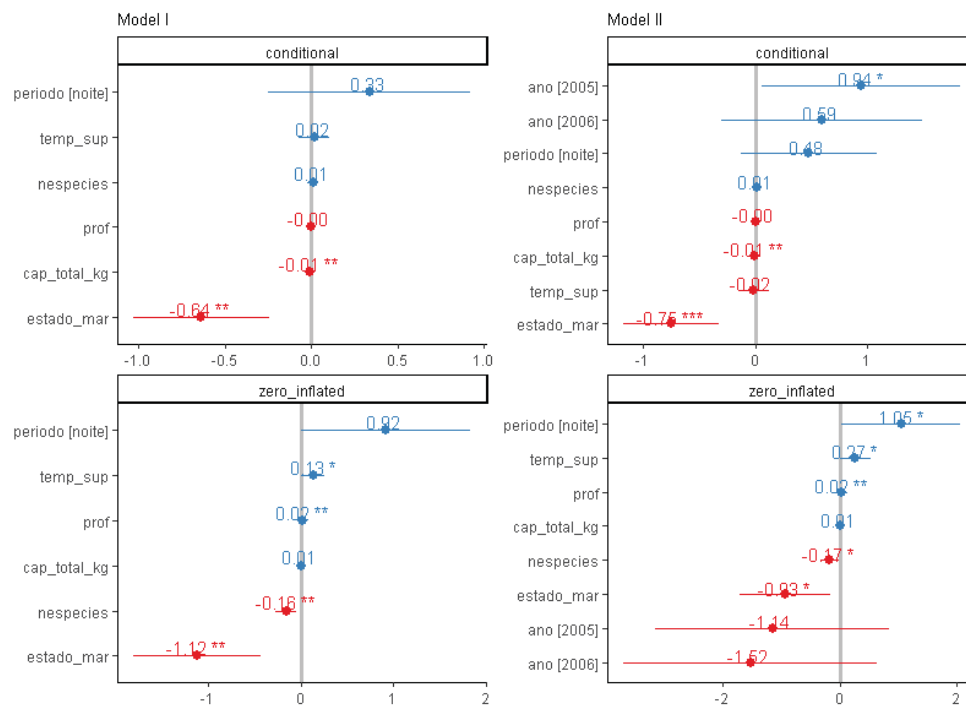 Model I
conditional
periodo [noite]
0.33
temp_sup
0.02
nespecies
0.01
prof
-0.00
cap_total_kg
-0.01 **
estado_mar
-0.64 **
-1.0 -0.5 0.0 0.5 1.0
zero_inflated
periodo [noite]
0.92
temp_sup
0.13 *
prof
0.02 **
cap_total_kg
0.01
nespecies
-0.16 **
estado_mar
-1.12 **
-1 0 1 2
Model II
conditional
ano [2005]
0.94 *
ano [2006]
0.59
periodo [noite]
0.48
nespecies
0.01
prof
-0.00
cap_total_kg
-0.01 **
temp_sup
-0.02
estado_mar
-0.75 ***
-1 0 1
zero_inflated
periodo [noite]
1.05 *
temp_sup
0.27 *
prof
0.02 **
cap_total_kg
0.01
nespecies
-0.17 *
estado_mar
-0.93 *
ano [2005]
-1.14
ano [2006]
-1.52
-2 0 2